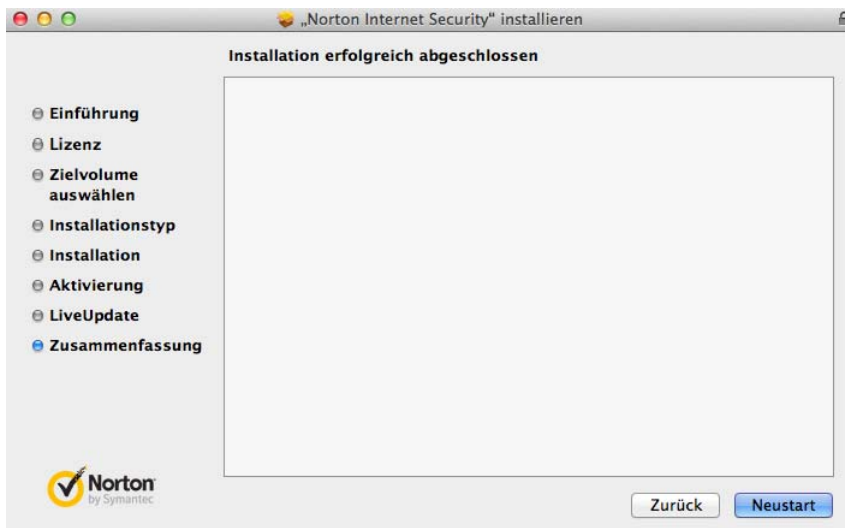 „Norton Internet Security“ installieren
Installation erfolgreich abgeschlossen
Einführung
Lizenz
Zielvolume
auswählen
Installationstyp
Installation
Aktivierung
LiveUpdate
Zusammenfassung
Norton
by Symantec
Zurück
Neustart